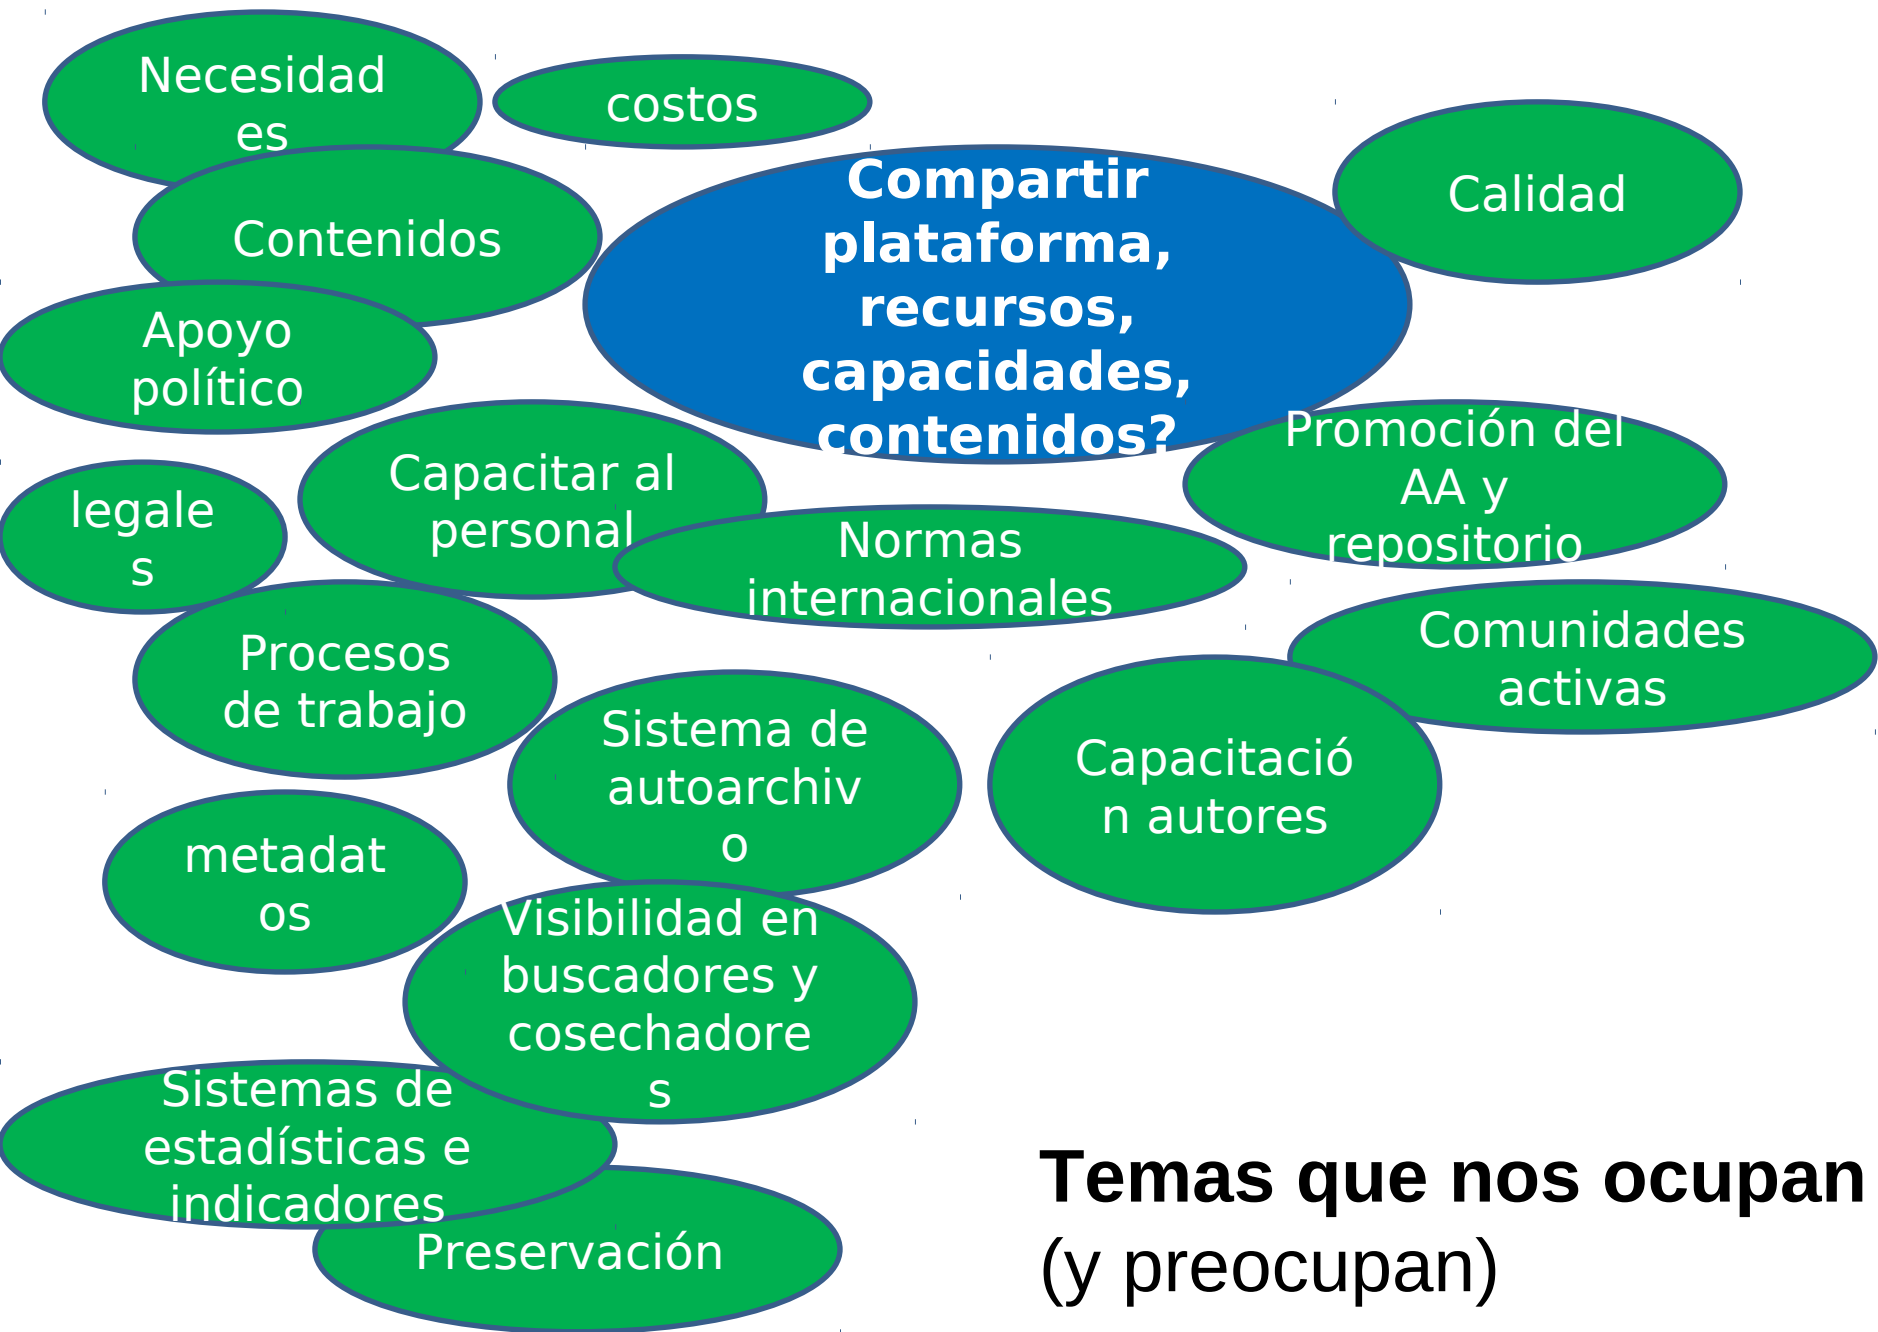 Necesidad
es
costos
Contenidos
Compartir
plataforma,
recursos,
capacidades,
contenidos?
Calidad
Apoyo
político
Capacitar al
personal
Promoción del
AA y
repositorio
legale
s
Normas
internacionales
Comunidades
activas
Procesos
de trabajo
Sistema de
autoarchiv
o
Capacitació
n autores
metadat
os
Visibilidad en
buscadores y
cosechadore
s
Sistemas de
estadísticas e
indicadores
Preservación
Temas que nos ocupan
(y preocupan)